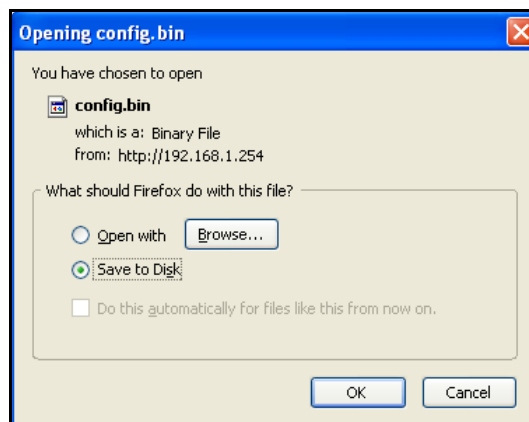 Opening config.bin
You have chosen to open
config.bin
which is a: Binary File
from: http://192.168.1.254
What should Firefox do with this file?
Open with Browse...
Save to Disk
Do this automatically for files like this from now on.
OK Cancel